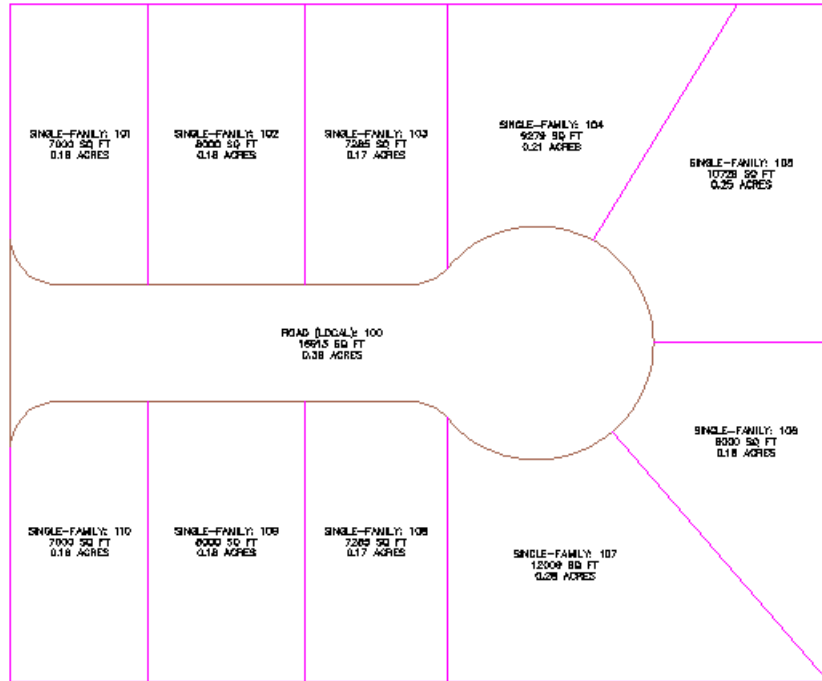 SINGLE-FAMILY: 101
7000 SQ FT
0.16 ACRES
SINGLE-FAMILY: 102
8000 SQ FT
0.18 ACRES
SINGLE-FAMILY: 103
7285 SQ FT
0.17 ACRES
SINGLE-FAMILY: 104
9279 SQ FT
0.21 ACRES
SINGLE-FAMILY: 105
SQ FT
0.25 ACRES
ROAD (LOCAL): 100
SQ FT
0.38 ACRES
SINGLE-FAMILY: 106
8000 SQ FT
0.18 ACRES
SINGLE-FAMILY: 110
7000 SQ FT
0.16 ACRES
SINGLE-FAMILY: 109
8000 SQ FT
0.18 ACRES
SINGLE-FAMILY: 108
7285 SQ FT
0.17 ACRES
SINGLE-FAMILY: 107
SQ FT
0.28 ACRES